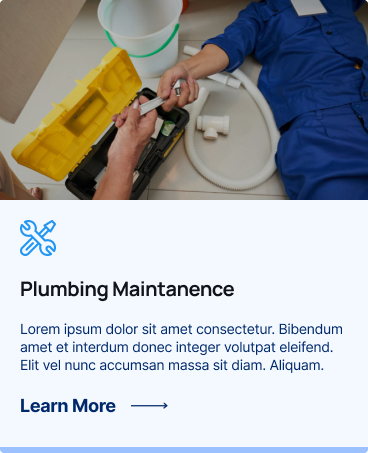 Plumbing Maintanence
Lorem ipsum dolor sit amet consectetur. Bibendum
amet et interdum donec integer volutpat eleifend.
Elit vel nunc accumsan massa sit diam. Aliquam.
Learn More